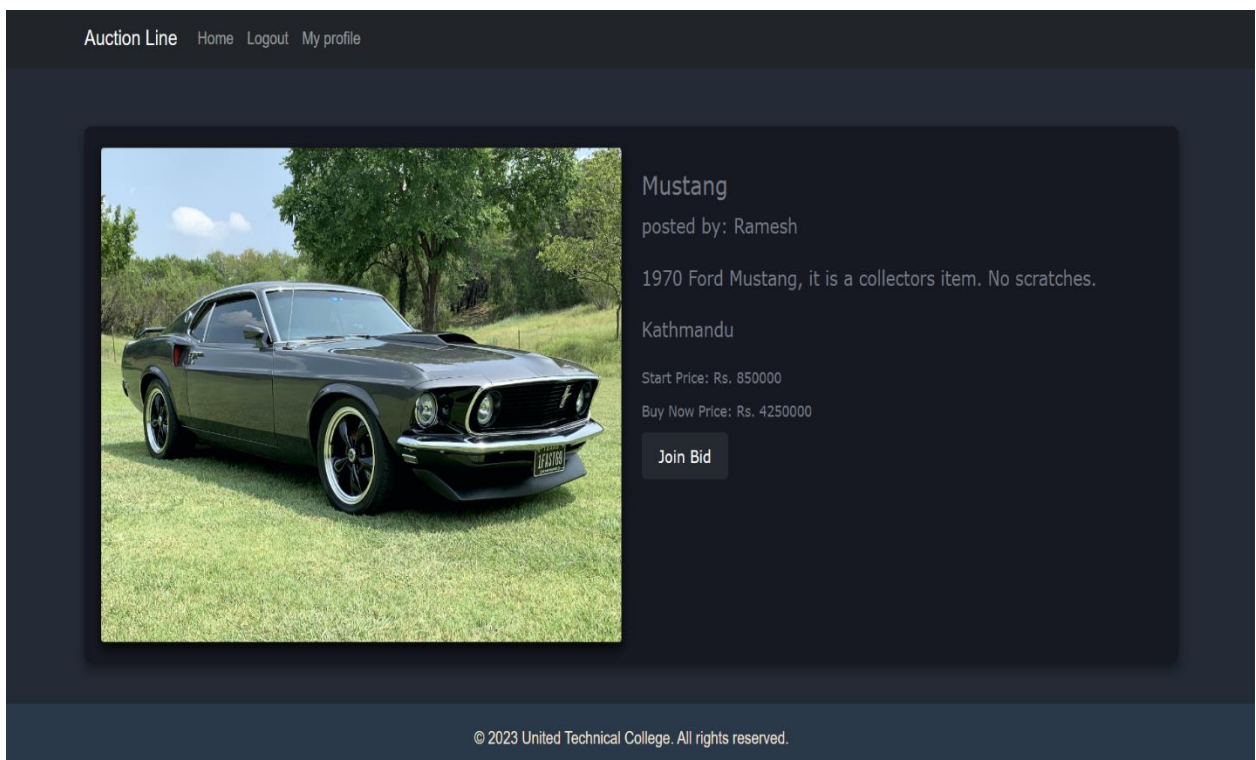 Auction Line Home Logout My profile
Mustang
posted by: Ramesh
1970 Ford Mustang, it is a collectors item. No scratches.
Kathmandu
Start Price: Rs. 850000
Buy Now Price: Rs. 4250000
Join Bid
© 2023 United Technical College. All rights reserved.